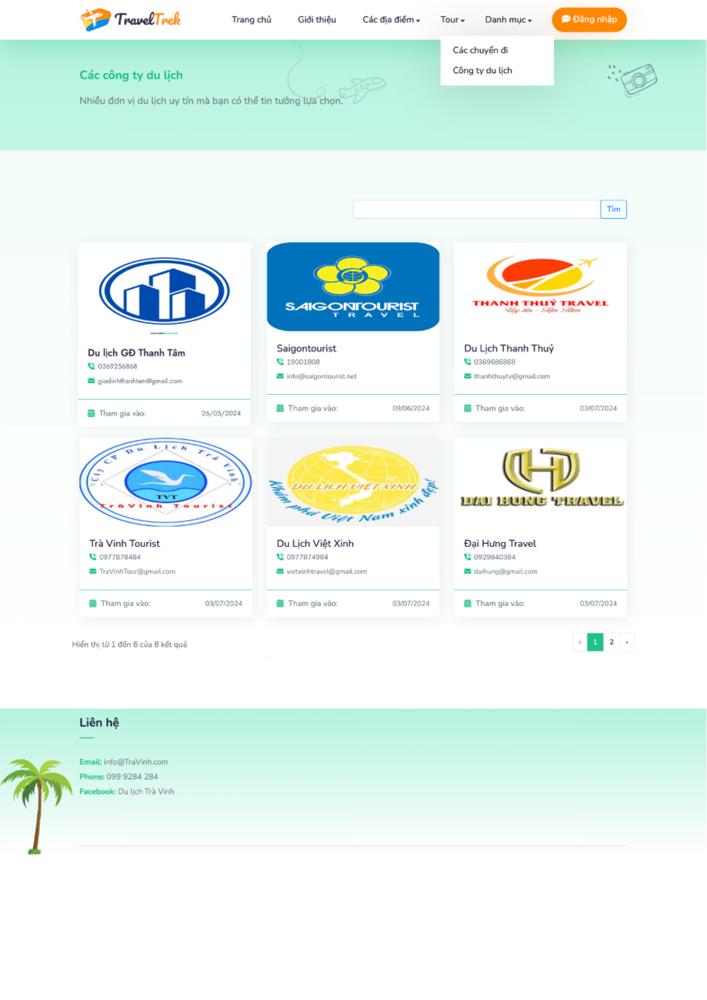 TravelTrek
Trang chủ
Giới thiệu
Các địa điểm
Tour
Danh mục
Đăng nhập
Các chuyến đi
Công ty du lịch
Các công ty du lịch
Nhiều đơn vị du lịch uy tín mà bạn có thể tin tưởng lựa chọn.
Tìm
Du lịch GĐ Thanh Tâm
0369256868
giadinhthanhtam@gmail.com
Tham gia vào: 26/05/2024
SAIGONTOURIST
TRAVEL
Saigontourist
19001808
info@saigontourist.net
Tham gia vào: 09/06/2024
THANH THUỶ TRAVEL
Uy tín - Tận Tâm
Du Lịch Thanh Thuỷ
0369686868
thanhthuytv@gmail.com
Tham gia vào: 03/07/2024
Cty CP Du Lịch Trà Vinh
DL TV
TVT
TràVinh Tourist
Trà Vinh Tourist
0977878484
TraVinhTour@gmail.com
Tham gia vào: 03/07/2024
DU LỊCH VIỆT XINH
Khám phá Việt Nam xinh đẹp!
Du Lịch Việt Xinh
0977874984
vietxinhtravel@gmail.com
Tham gia vào: 03/07/2024
DAI HUNG TRAVEL
Đại Hưng Travel
0929840384
daihung@gmail.com
Tham gia vào: 03/07/2024
Hiển thị từ 1 đến 6 của 8 kết quả
‹ 1 2 ›
Liên hệ
Email: info@TraVinh.com
Phone: 099 9284 284
Facebook: Du lịch Trà Vinh